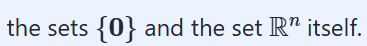 the sets {0} and the set ℝⁿ itself.